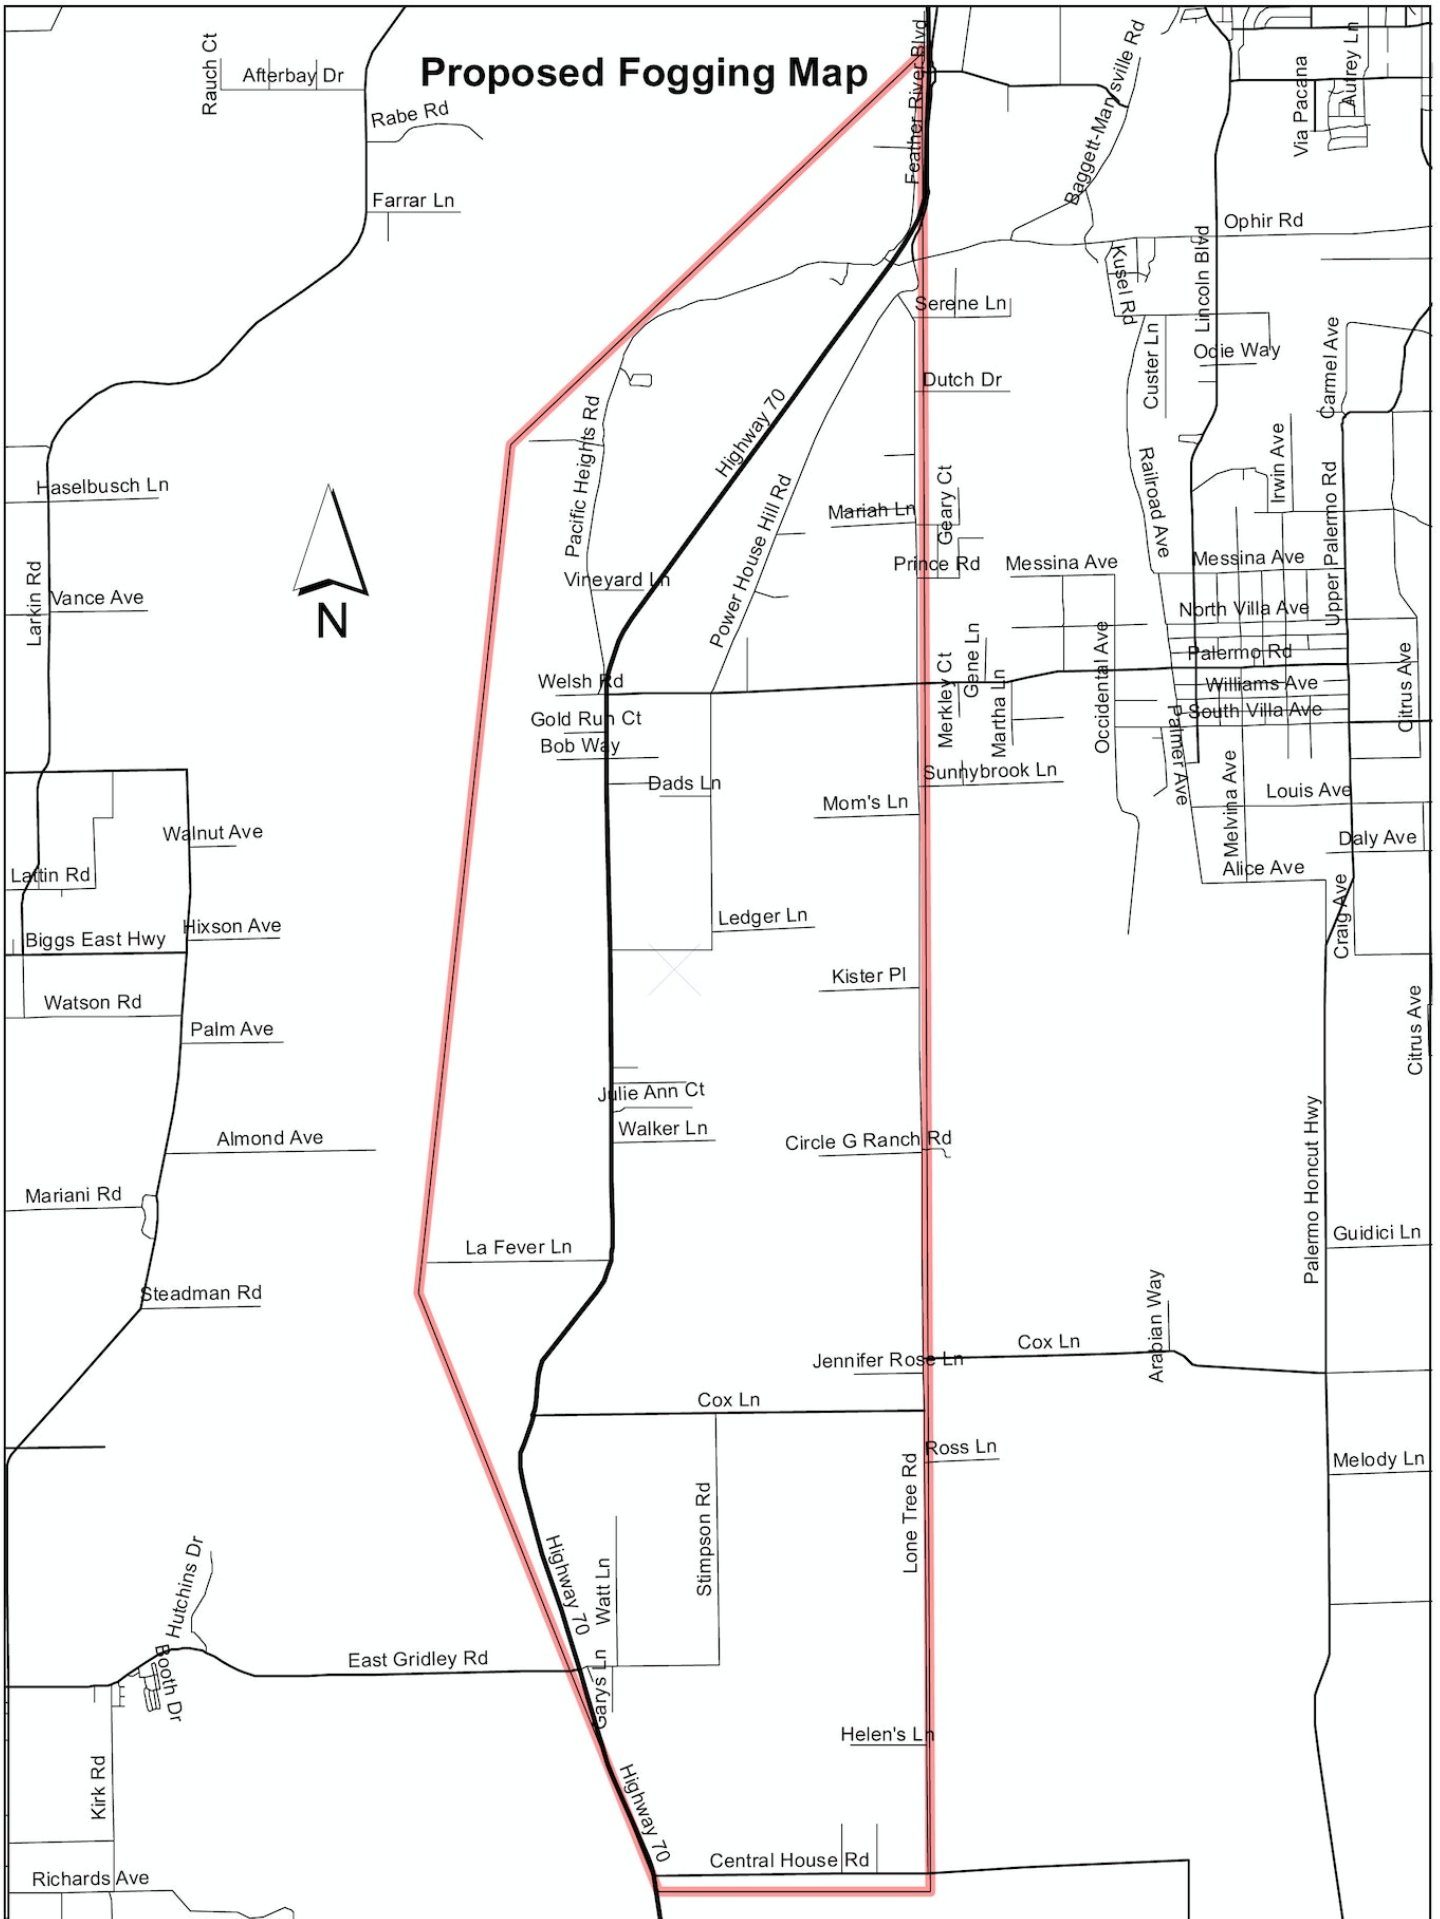 Proposed Fogging Map
Rauch Ct
Afterbay Dr
Rabe Rd
Farrar Ln
Feather River Blvd
Baggett-Marysville Rd
Via Pacana
Autrey Ln
Ophir Rd
Kusel Rd
Lincoln Blvd
Serene Ln
Custer Ln
Odie Way
Carmel Ave
Dutch Dr
Highway 70
Pacific Heights Rd
Power House Hill Rd
Haselbusch Ln
Larkin Rd
Vance Ave
N
Mariah Ln
Geary Ct
Railroad Ave
Irwin Ave
Upper Palermo Rd
Prince Rd
Messina Ave
Messina Ave
Vineyard Ln
North Villa Ave
Palermo Rd
Williams Ave
South Villa Ave
Citrus Ave
Occidental Ave
Gene Ln
Merkley Ct
Martha Ln
Palmer Ave
Welsh Rd
Gold Run Ct
Bob Way
Dads Ln
Mom's Ln
Sunnybrook Ln
Louis Ave
Melvina Ave
Daly Ave
Alice Ave
Craig Ave
Walnut Ave
Lattin Rd
Hixson Ave
Biggs East Hwy
Ledger Ln
Kister Pl
Watson Rd
Palm Ave
Citrus Ave
Julie Ann Ct
Walker Ln
Circle G Ranch Rd
Almond Ave
Mariani Rd
Palermo Honcut Hwy
Guidici Ln
La Fever Ln
Steadman Rd
Arabian Way
Cox Ln
Jennifer Rose Ln
Cox Ln
Ross Ln
Lone Tree Rd
Melody Ln
Stimpson Rd
Highway 70
Watt Ln
Hutchins Dr
Booth Dr
East Gridley Rd
Garys Ln
Helen's Ln
Kirk Rd
Highway 70
Central House Rd
Richards Ave